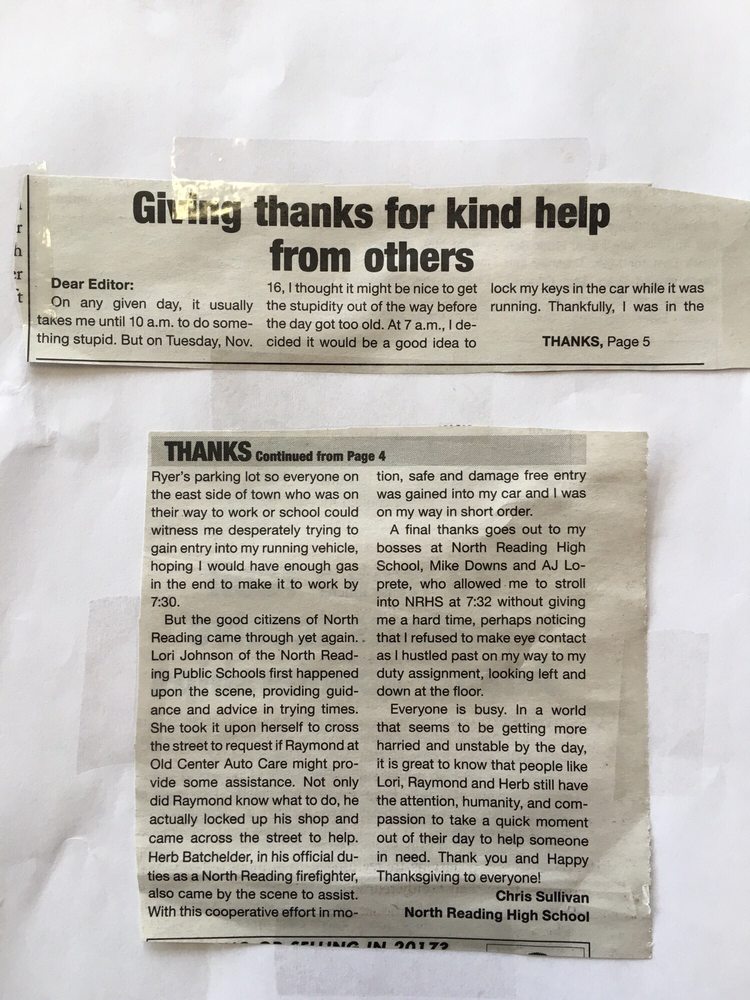 Giving thanks for kind help
from others
Dear Editor:
On any given day, it usually
takes me until 10 a.m. to do some-
thing stupid. But on Tuesday, Nov.
16, I thought it might be nice to get
the stupidity out of the way before
the day got too old. At 7 a.m., I de-
cided it would be a good idea to
lock my keys in the car while it was
running. Thankfully, I was in the
THANKS, Page 5
THANKS Continued from Page 4
Ryer's parking lot so everyone on
the east side of town who was on
their way to work or school could
witness me desperately trying to
gain entry into my running vehicle,
hoping I would have enough gas
in the end to make it to work by
7:30.
But the good citizens of North
Reading came through yet again.
Lori Johnson of the North Read-
ing Public Schools first happened
upon the scene, providing guid-
ance and advice in trying times.
She took it upon herself to cross
the street to request if Raymond at
Old Center Auto Care might pro-
vide some assistance. Not only
did Raymond know what to do, he
actually locked up his shop and
came across the street to help.
Herb Batchelder, in his official du-
ties as a North Reading firefighter,
also came by the scene to assist.
With this cooperative effort in mo-
tion, safe and damage free entry
was gained into my car and I was
on my way in short order.
A final thanks goes out to my
bosses at North Reading High
School, Mike Downs and AJ Lo-
prete, who allowed me to stroll
into NRHS at 7:32 without giving
me a hard time, perhaps noticing
that I refused to make eye contact
as I hustled past on my way to my
duty assignment, looking left and
down at the floor.
Everyone is busy. In a world
that seems to be getting more
harried and unstable by the day,
it is great to know that people like
Lori, Raymond and Herb still have
the attention, humanity, and com-
passion to take a quick moment
out of their day to help someone
in need. Thank you and Happy
Thanksgiving to everyone!
Chris Sullivan
North Reading High School
OR SELLING IN 2017?